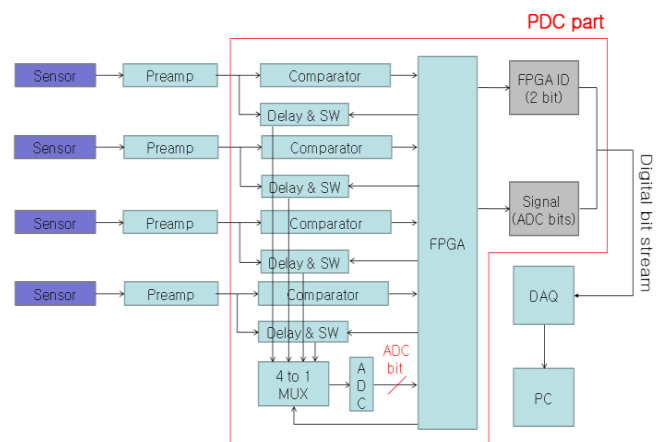 PDC part
Sensor
Preamp
Comparator
FPGA ID
(2 bit)
Delay & SW
Sensor
Preamp
Comparator
Delay & SW
Sensor
Preamp
Comparator
Signal
(ADC bits)
Digital bit stream
FPGA
Delay & SW
Sensor
Preamp
Comparator
DAQ
Delay & SW
4 to 1
MUX
A
D
C
ADC
bit
PC